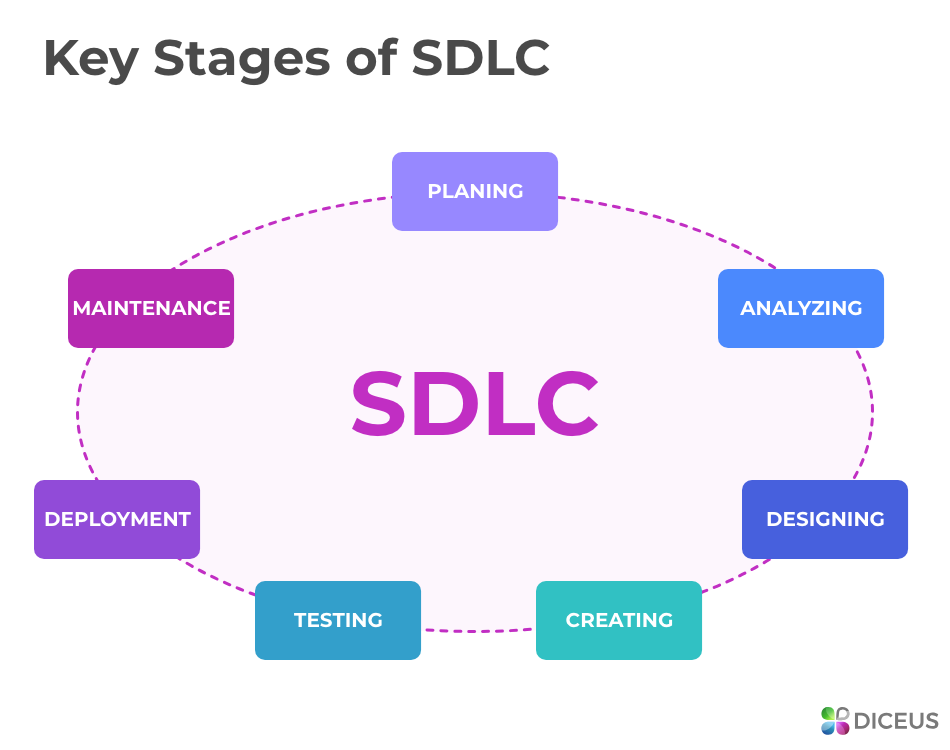 Key Stages of SDLC
PLANING
ANALYZING
DESIGNING
CREATING
TESTING
DEPLOYMENT
MAINTENANCE
SDLC
DICEUS